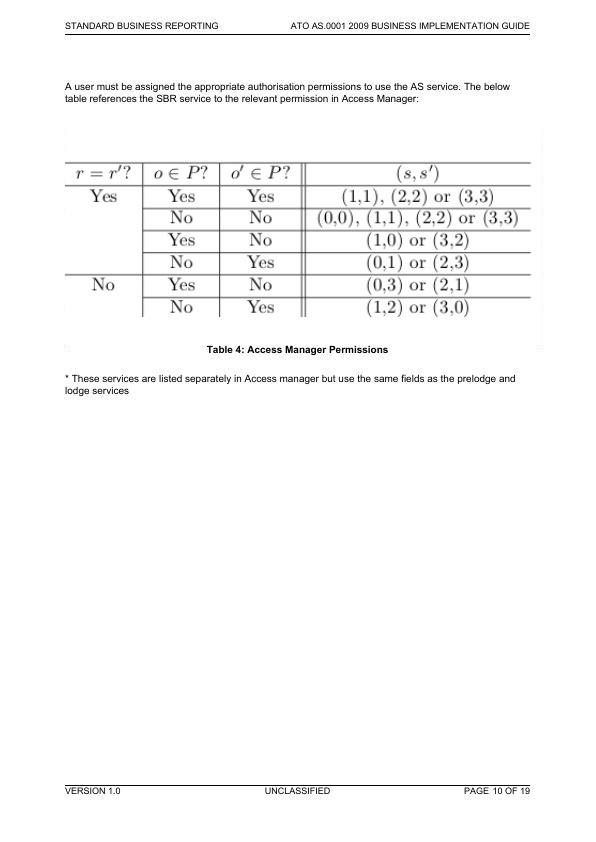 STANDARD BUSINESS REPORTING ATO AS.0001 2009 BUSINESS IMPLEMENTATION GUIDE
A user must be assigned the appropriate authorisation permissions to use the AS service. The below
table references the SBR service to the relevant permission in Access Manager:
r = r′? o ∈ P? o′ ∈ P? (s, s′)
Yes Yes Yes (1,1), (2,2) or (3,3)
No No (0,0), (1,1), (2,2) or (3,3)
Yes No (1,0) or (3,2)
No Yes (0,1) or (2,3)
No Yes No (0,3) or (2,1)
No Yes (1,2) or (3,0)
Table 4: Access Manager Permissions
* These services are listed separately in Access manager but use the same fields as the prelodge and
lodge services
VERSION 1.0 UNCLASSIFIED PAGE 10 OF 19